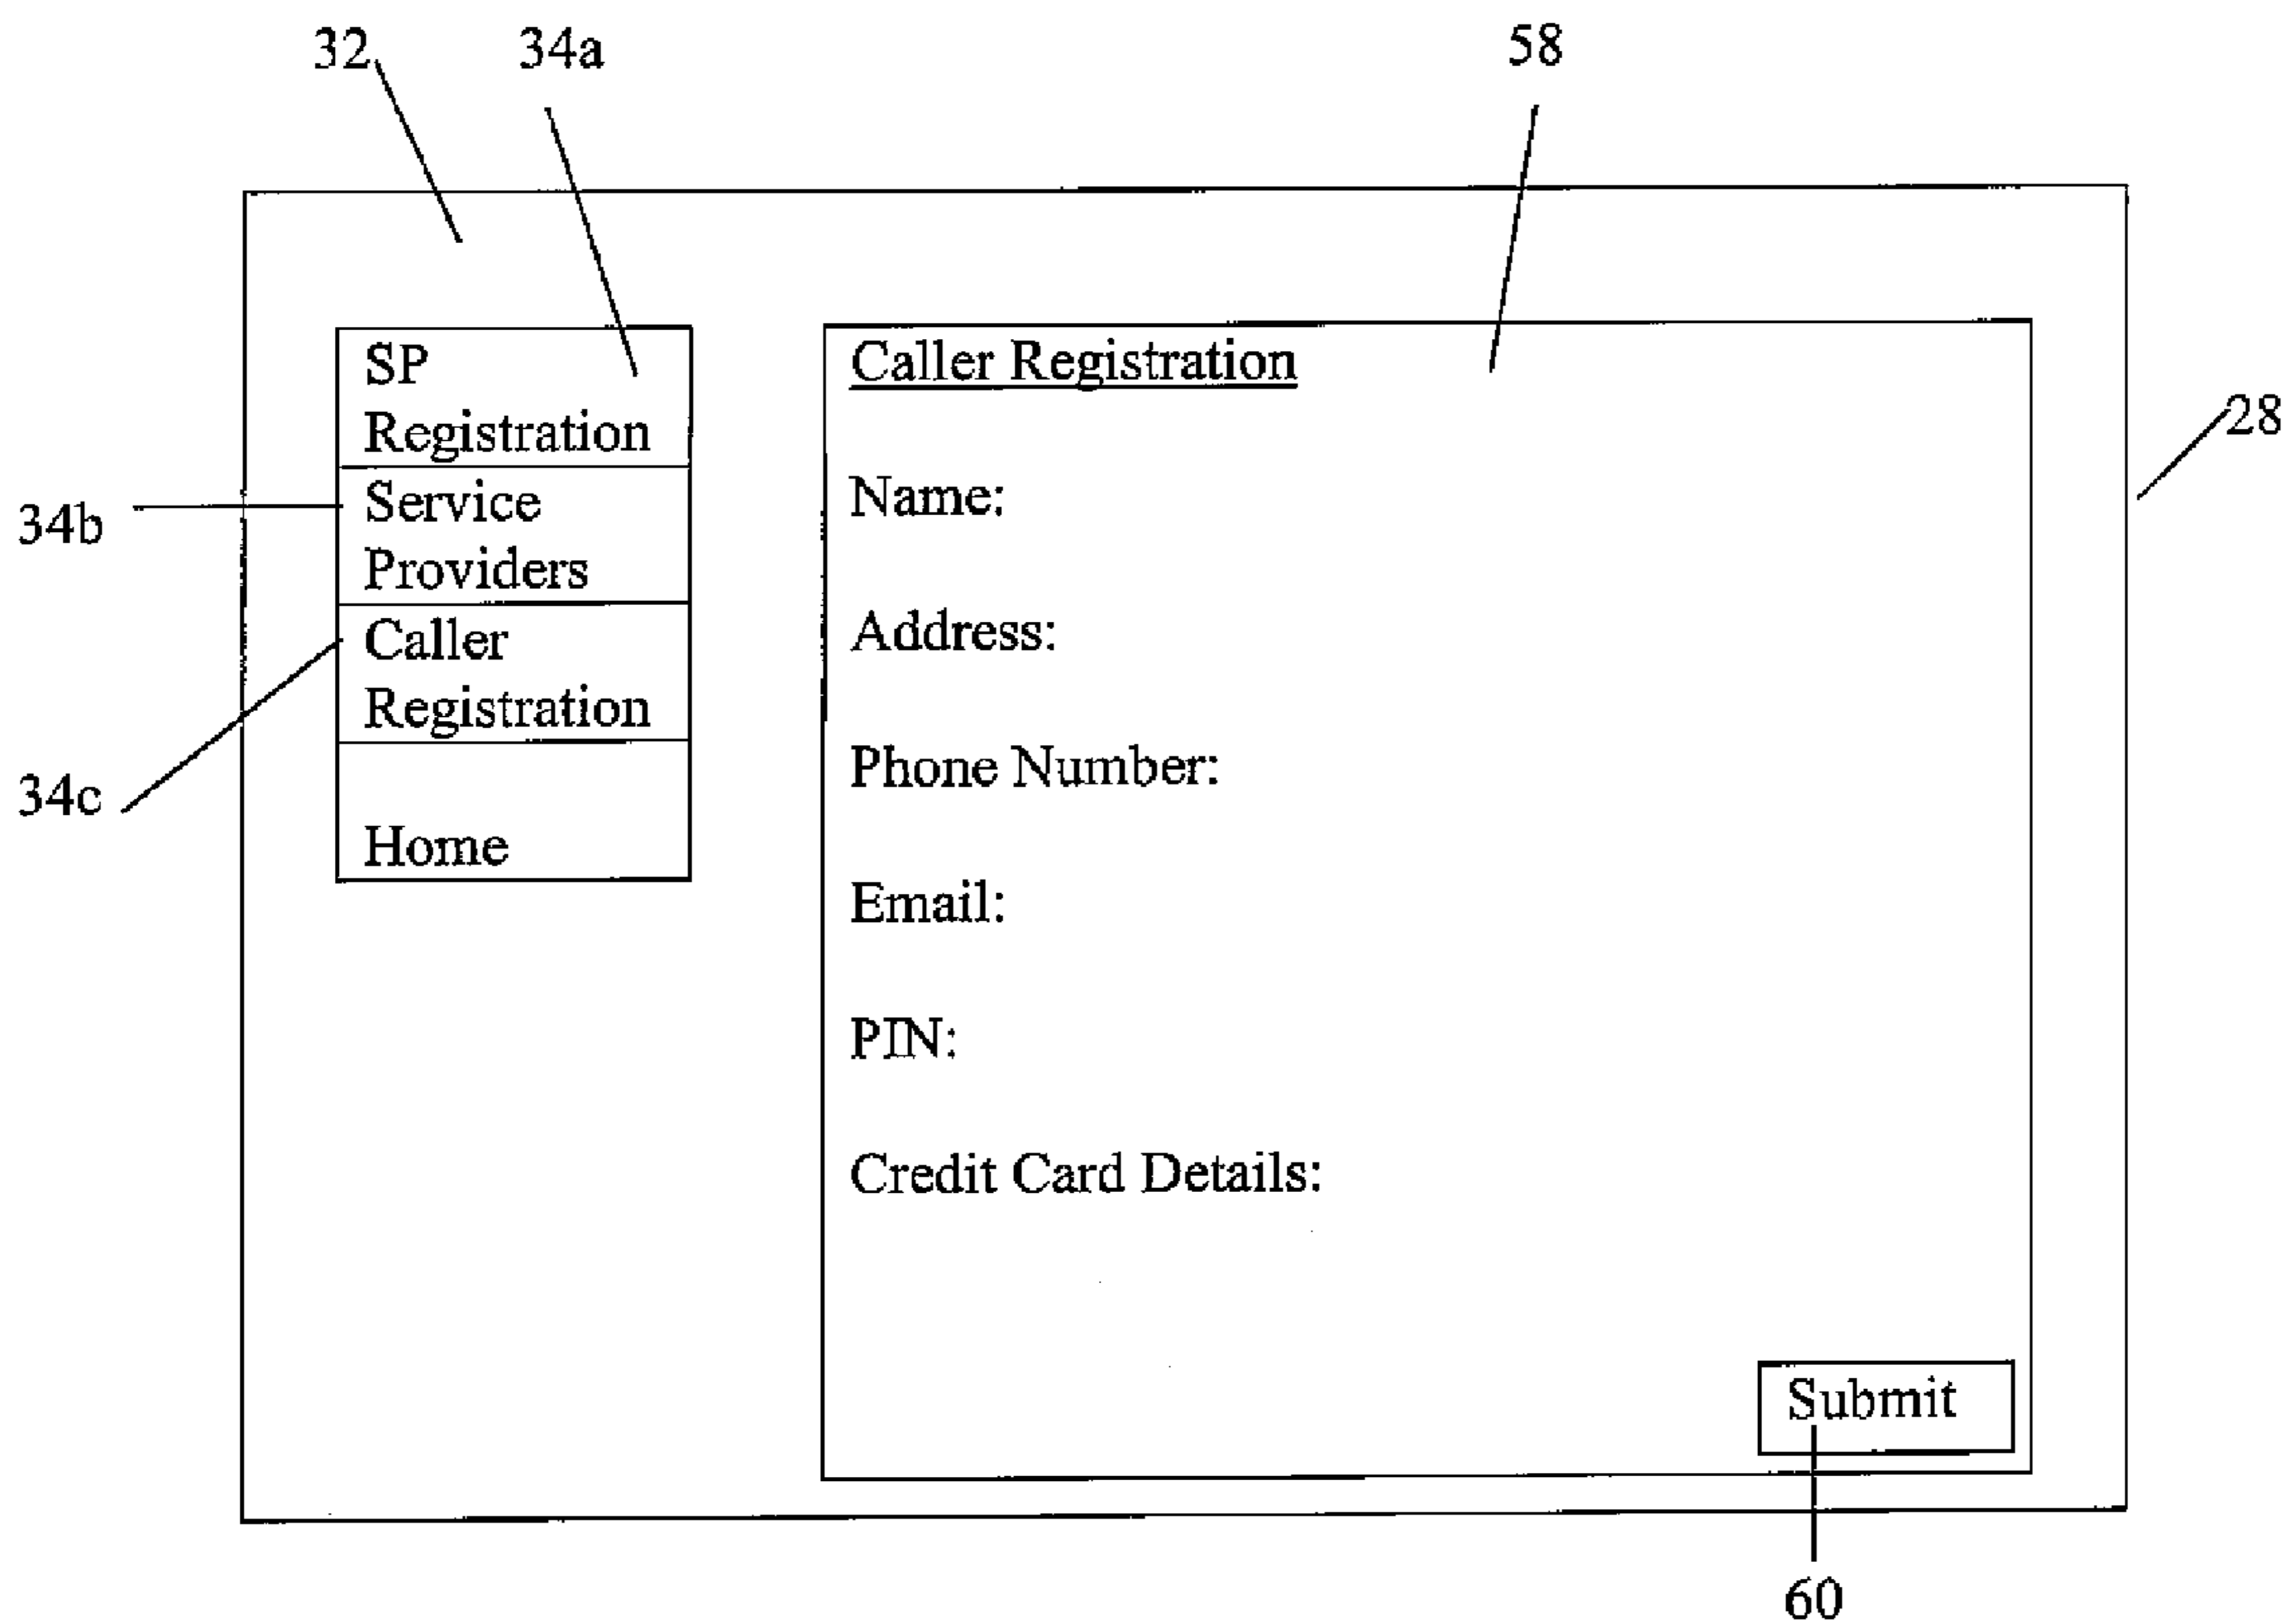 32
34a
58
28
34b
34c
SP
Registration
Service
Providers
Caller
Registration
Home
Caller Registration
Name:
Address:
Phone Number:
Email:
PIN:
Credit Card Details:
Submit
60